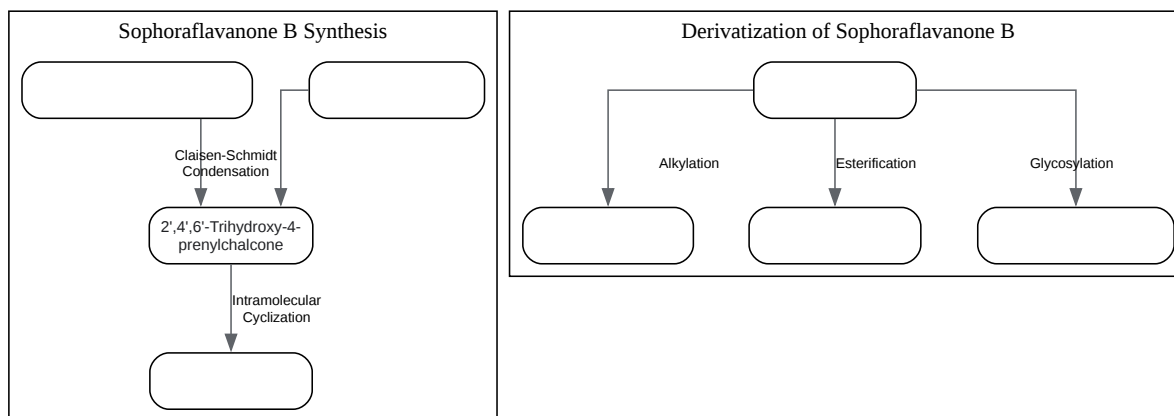 Sophoraflavanone B Synthesis
Claisen-Schmidt
Condensation
2',4',6'-Trihydroxy-4-
prenylchalcone
Intramolecular
Cyclization
Derivatization of Sophoraflavanone B
Alkylation
Esterification
Glycosylation